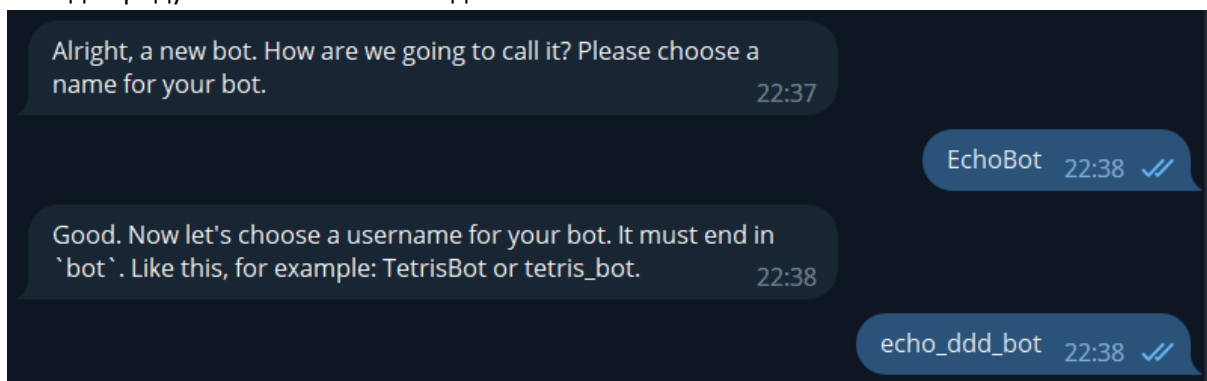 Alright, a new bot. How are we going to call it? Please choose a
name for your bot.
22:37
EchoBot 22:38
Good. Now let's choose a username for your bot. It must end in
`bot`. Like this, for example: TetrisBot or tetris_bot.
22:38
echo_ddd_bot 22:38